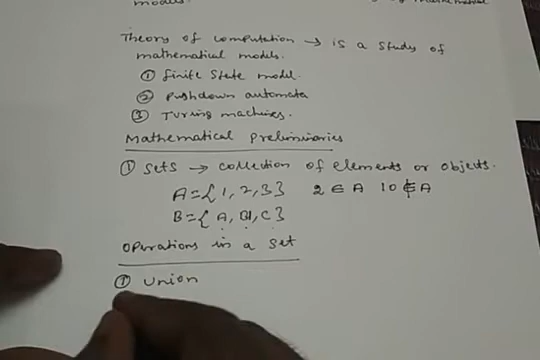 models.
Theory of computation → is a study of
mathematical models.
① finite state model.
② pushdown automata
③ Turing machines.
Mathematical preliminaries
① Sets → collection of elements or objects.
A={1,2,3} 2 ∈ A 10 ∉ A
B={A, B, C}
Operations in a set
① Union